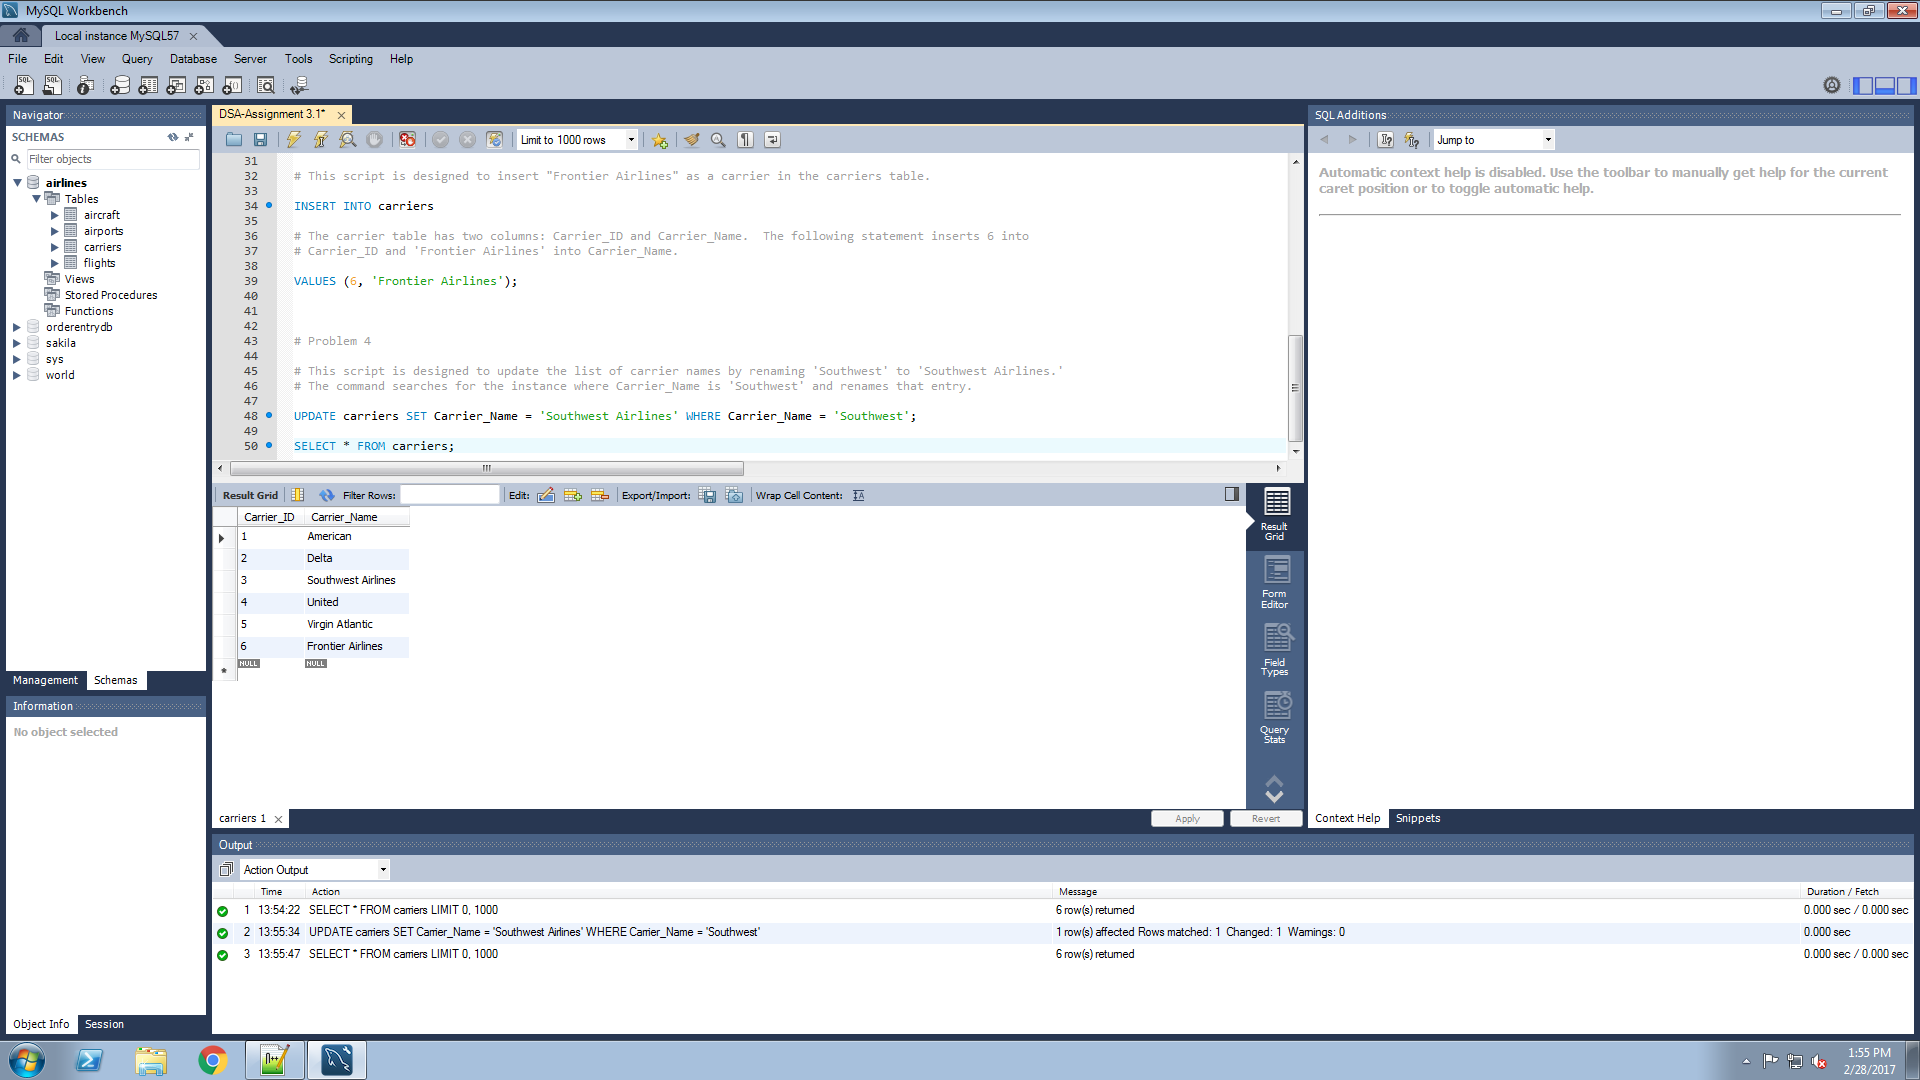 MySQL Workbench
Local instance MySQL57
File Edit View Query Database Server Tools Scripting Help
Navigator
SCHEMAS
Filter objects
airlines
Tables
aircraft
airports
carriers
flights
Views
Stored Procedures
Functions
orderentrydb
sakila
sys
world
Management Schemas
Information
No object selected
Object Info Session
DSA-Assignment 3.1*
Limit to 1000 rows
31
32 # This script is designed to insert "Frontier Airlines" as a carrier in the carriers table.
33
34 INSERT INTO carriers
35
36 # The carrier table has two columns: Carrier_ID and Carrier_Name.  The following statement inserts 6 into
37 # Carrier_ID and 'Frontier Airlines' into Carrier_Name.
38
39 VALUES (6, 'Frontier Airlines');
40
41
42
43 # Problem 4
44
45 # This script is designed to update the list of carrier names by renaming 'Southwest' to 'Southwest Airlines.'
46 # The command searches for the instance where Carrier_Name is 'Southwest' and renames that entry.
47
48 UPDATE carriers SET Carrier_Name = 'Southwest Airlines' WHERE Carrier_Name = 'Southwest';
49
50 SELECT * FROM carriers;
Result Grid Filter Rows: Edit: Export/Import: Wrap Cell Content:
Carrier_ID Carrier_Name
1 American
2 Delta
3 Southwest Airlines
4 United
5 Virgin Atlantic
6 Frontier Airlines
NULL NULL
Result
Grid
Form
Editor
Field
Types
Query
Stats
carriers 1
Apply Revert
SQL Additions
Jump to
Automatic context help is disabled. Use the toolbar to manually get help for the current
caret position or to toggle automatic help.
Context Help Snippets
Output
Action Output
Time Action Message Duration / Fetch
1 13:54:22 SELECT * FROM carriers LIMIT 0, 1000 6 row(s) returned 0.000 sec / 0.000 sec
2 13:55:34 UPDATE carriers SET Carrier_Name = 'Southwest Airlines' WHERE Carrier_Name = 'Southwest' 1 row(s) affected Rows matched: 1  Changed: 1  Warnings: 0 0.000 sec
3 13:55:47 SELECT * FROM carriers LIMIT 0, 1000 6 row(s) returned 0.000 sec / 0.000 sec
1:55 PM
2/28/2017